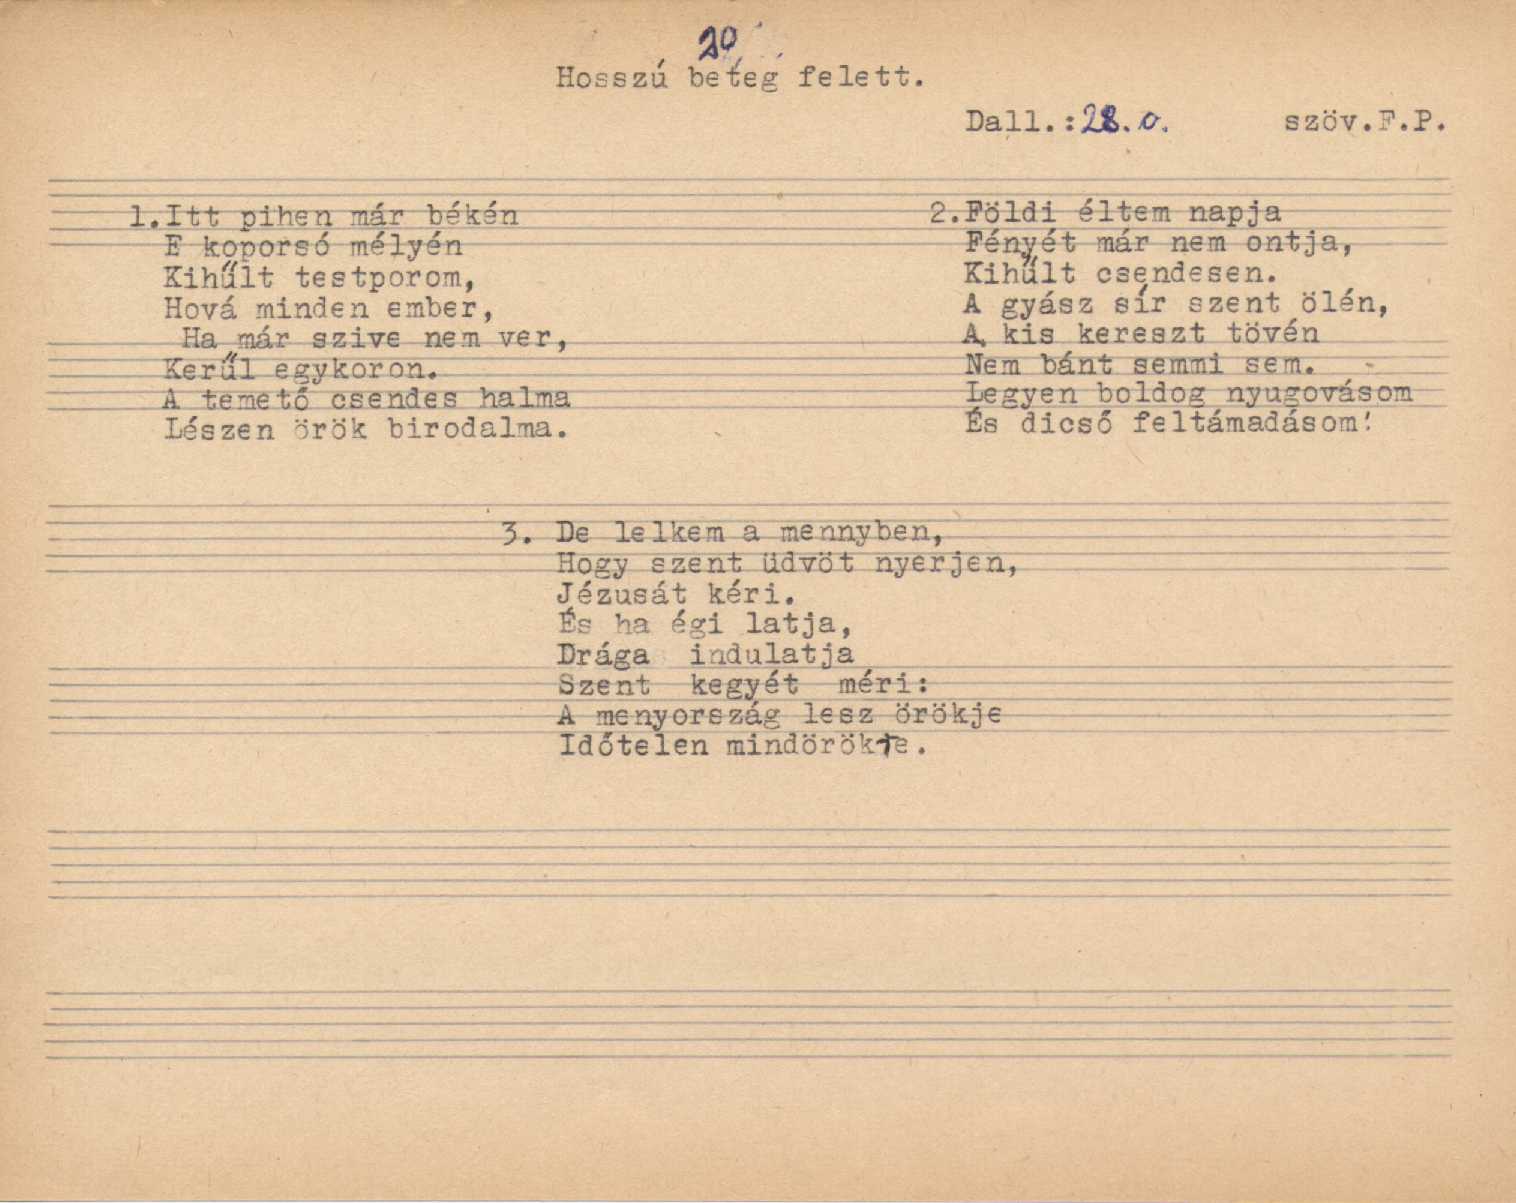 20
Hosszú beteg felett.
Dall.:28.o. szöv.F.P.
1.Itt pihen már békén
E koporsó mélyén
Kihűlt testporom,
Hová minden ember,
Ha már szive nem ver,
Kerűl egykoron.
A temető csendes halma
Lészen örök birodalma.
2.Földi éltem napja
Fényét már nem ontja,
Kihűlt csendesen.
A gyász sír szent ölén,
A kis kereszt tövén
Nem bánt semmi sem.
Legyen boldog nyugovásom
És dicső feltámadásom!
3. De lelkem a mennyben,
Hogy szent üdvöt nyerjen,
Jézusát kéri.
És ha égi latja,
Drága indulatja
Szent kegyét méri:
A menyország lesz örökje
Időtelen mindörökte.